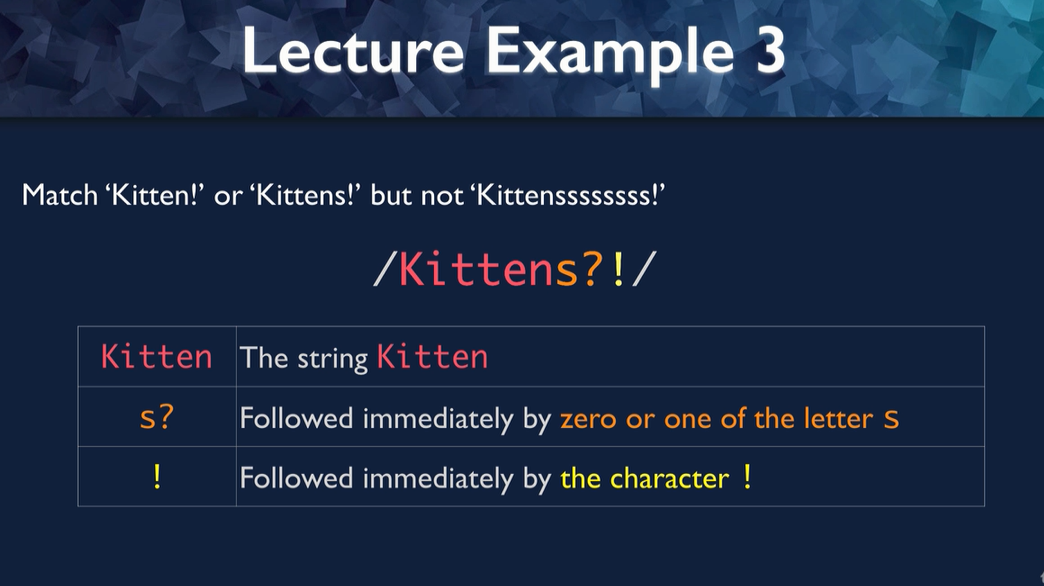 Lecture Example 3
Match ‘Kitten!’ or ‘Kittens!’ but not ‘Kittensssssssss!’
/Kittens?!/
Kitten The string Kitten
s? Followed immediately by zero or one of the letter s
! Followed immediately by the character !